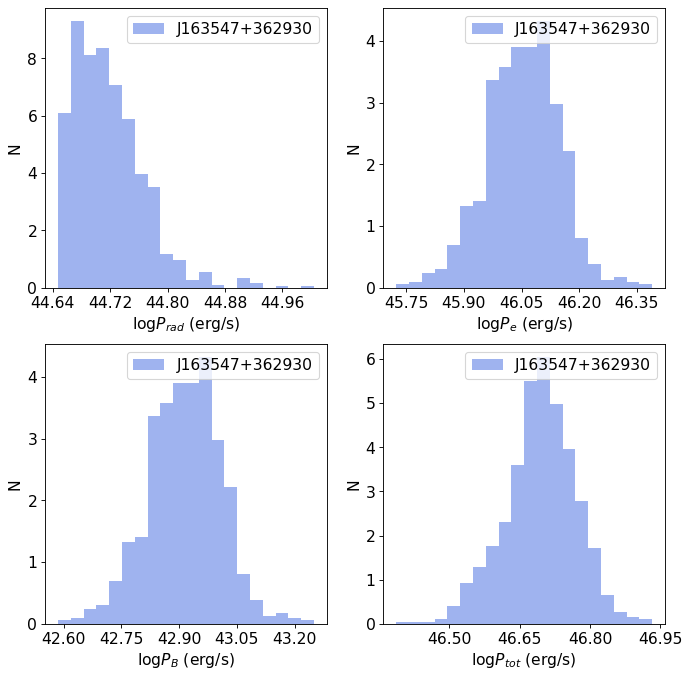 J163547+362930
N
8
6
4
2
0
44.64 44.72 44.80 44.88 44.96
logP_rad (erg/s)
J163547+362930
N
4
3
2
1
0
45.75 45.90 46.05 46.20 46.35
logP_e (erg/s)
J163547+362930
N
4
3
2
1
0
42.60 42.75 42.90 43.05 43.20
logP_B (erg/s)
J163547+362930
N
6
5
4
3
2
1
0
46.50 46.65 46.80 46.95
logP_tot (erg/s)